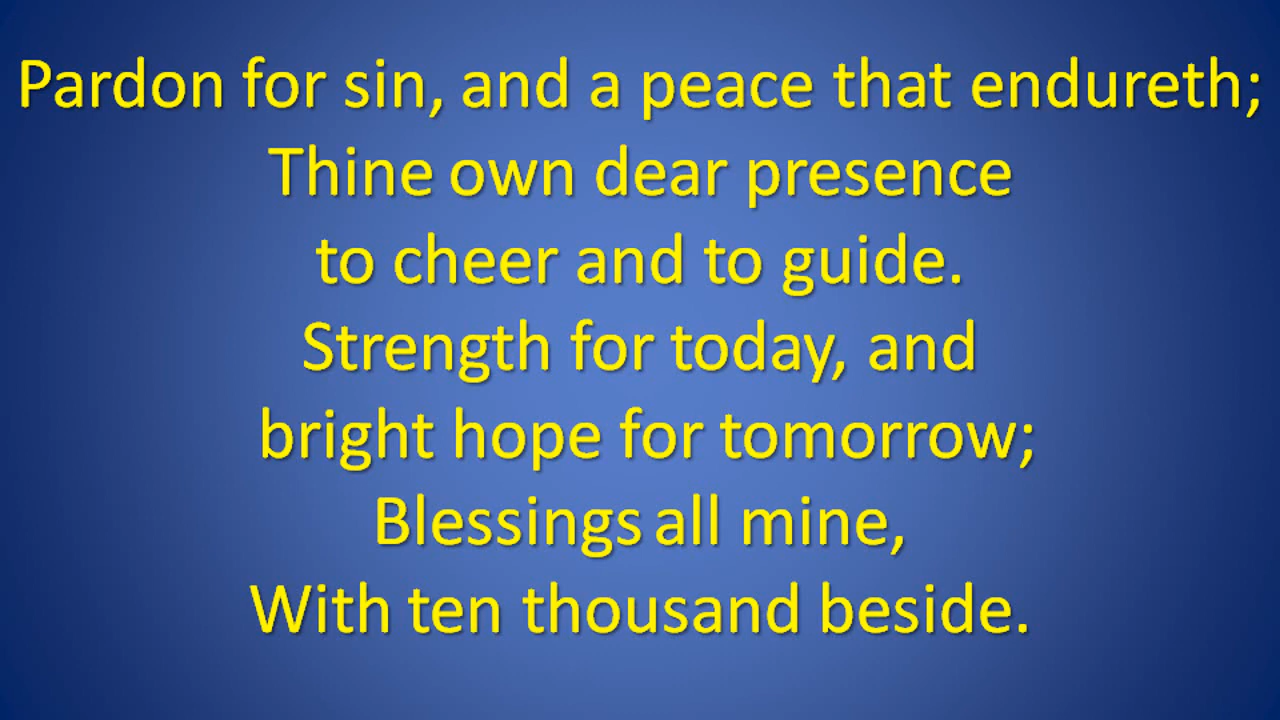 Pardon for sin, and a peace that endureth;
Thine own dear presence
to cheer and to guide.
Strength for today, and
bright hope for tomorrow;
Blessings all mine,
With ten thousand beside.